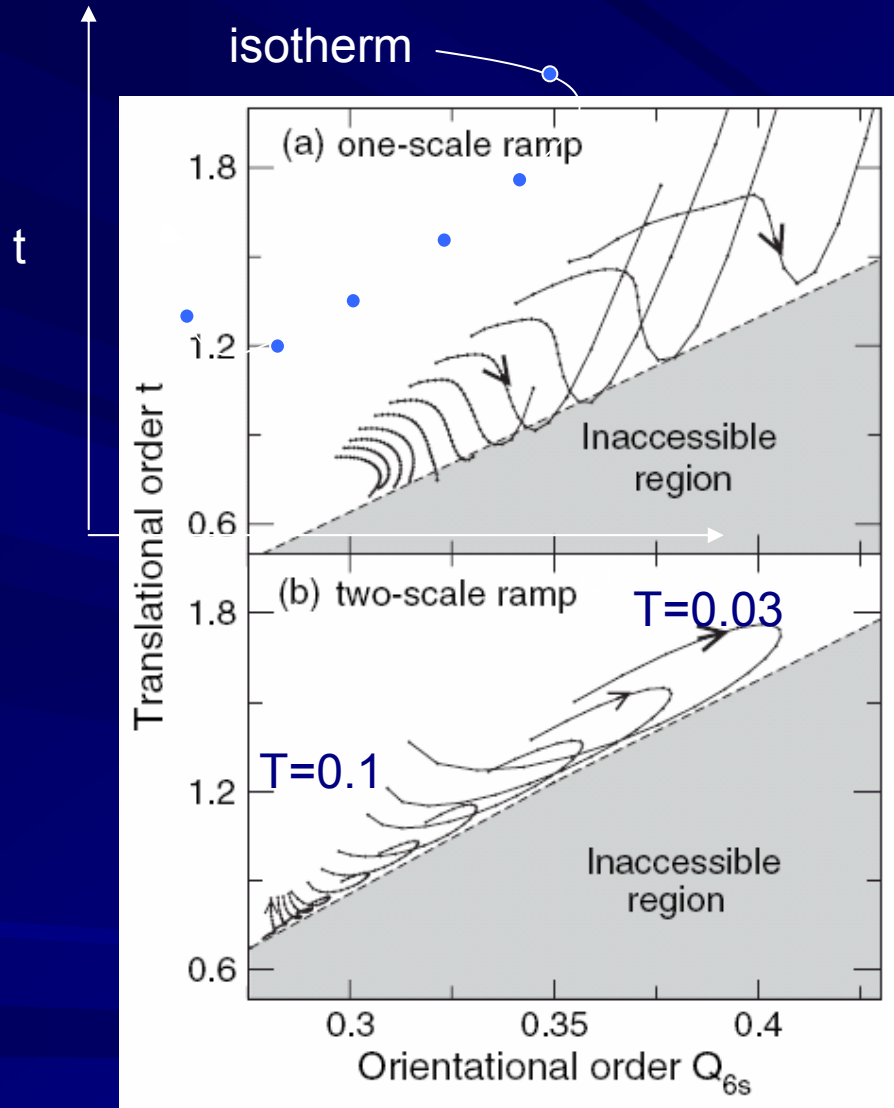 isotherm
(a) one-scale ramp
1.8
t
1.2
Translational order t
Inaccessible
region
0.6
(b) two-scale ramp
T=0.03
1.8
T=0.1
1.2
Inaccessible
region
0.6
0.3 0.35 0.4
Orientational order Q6s